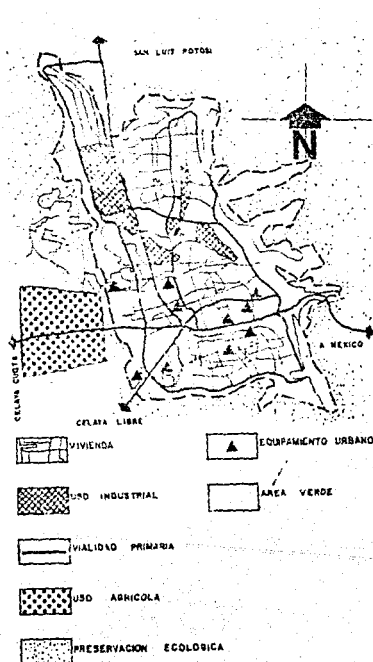 SAN LUIS POTOSI
N
A MEXICO
CELAYA CUOTA
CELAYA LIBRE
VIVIENDA
EQUIPAMIENTO URBANO
USO INDUSTRIAL
AREA VERDE
VIALIDAD PRIMARIA
USO AGRICOLA
PRESERVACION ECOLOGICA